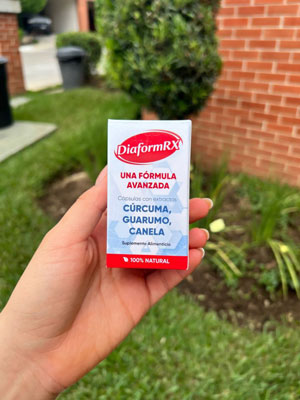 DiaformRX
UNA FÓRMULA
AVANZADA
Cápsulas con extractos
CÚRCUMA,
GUARUMO,
CANELA
Suplemento Alimenticio
100% NATURAL